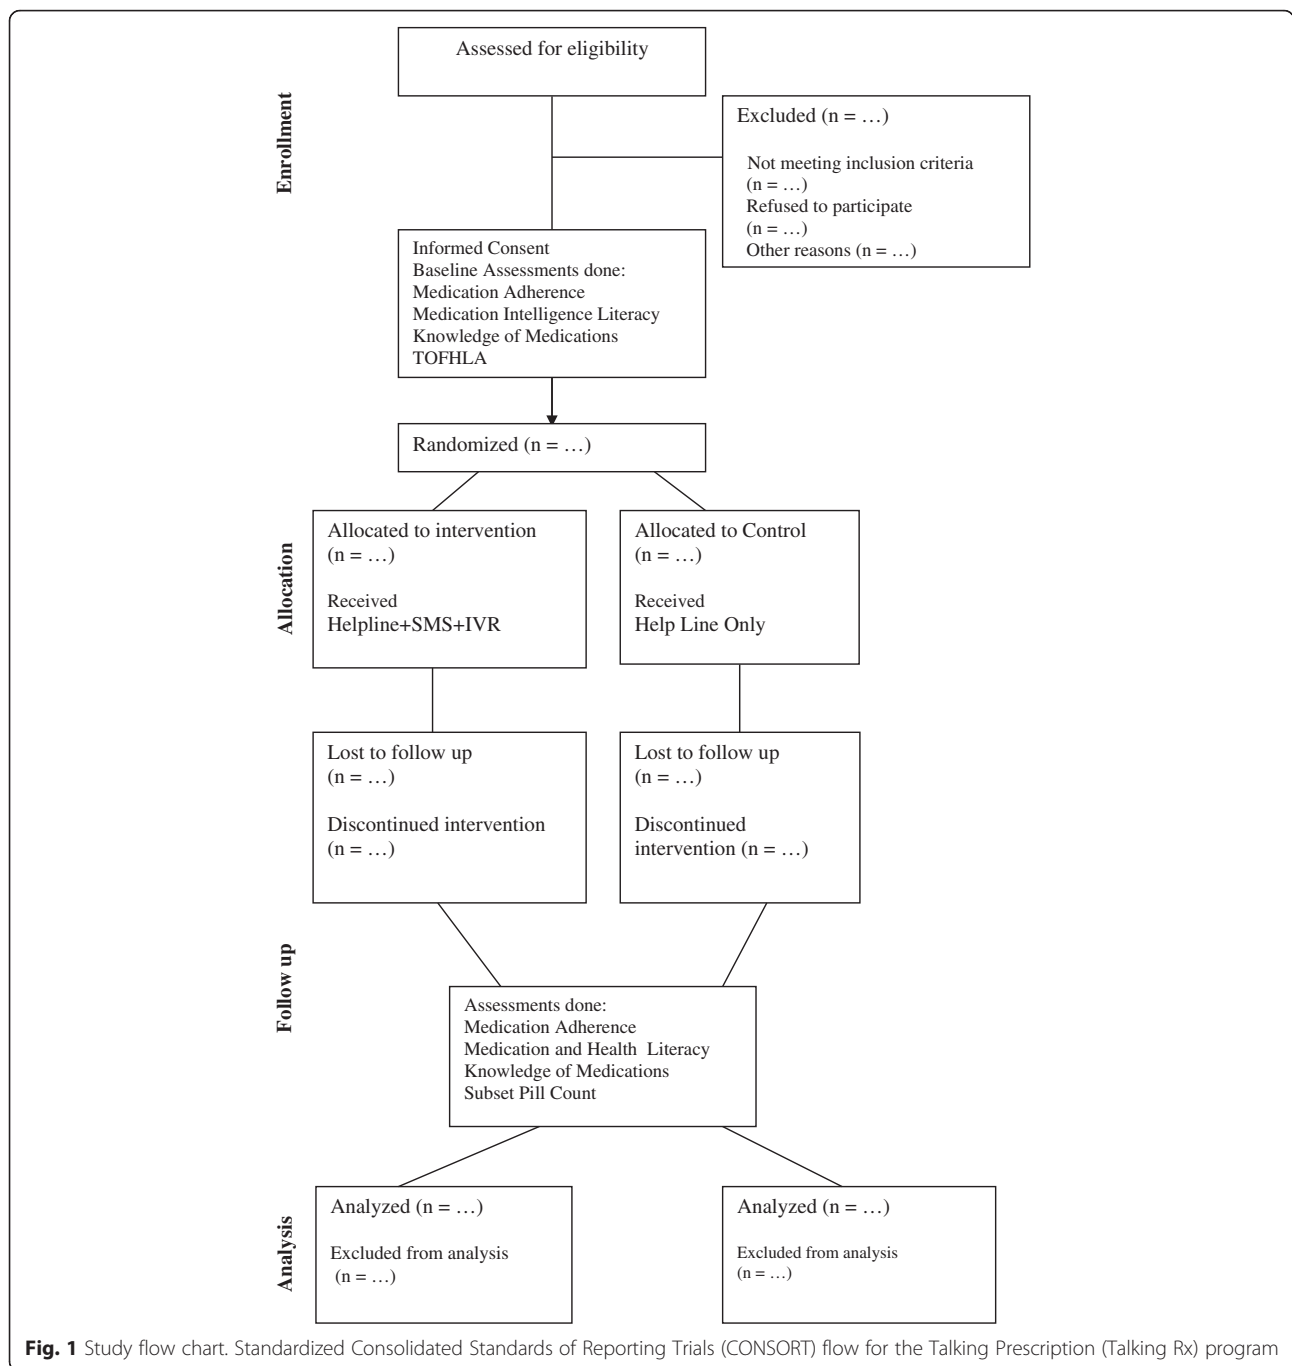 Assessed for eligibility
Enrollment
Excluded (n = …)
Not meeting inclusion criteria
(n = …)
Refused to participate
(n = …)
Other reasons (n = …)
Informed Consent
Baseline Assessments done:
Medication Adherence
Medication Intelligence Literacy
Knowledge of Medications
TOFHLA
Randomized (n = …)
Allocation
Allocated to intervention
(n = …)
Received
Helpline+SMS+IVR
Allocated to Control
(n = …)
Received
Help Line Only
Lost to follow up
(n = …)
Discontinued intervention
(n = …)
Lost to follow up
(n = …)
Discontinued
intervention (n = …)
Follow up
Assessments done:
Medication Adherence
Medication and Health Literacy
Knowledge of Medications
Subset Pill Count
Analysis
Analyzed (n = …)
Excluded from analysis
(n = …)
Analyzed (n = …)
Excluded from analysis
(n = …)
Fig. 1 Study flow chart. Standardized Consolidated Standards of Reporting Trials (CONSORT) flow for the Talking Prescription (Talking Rx) program